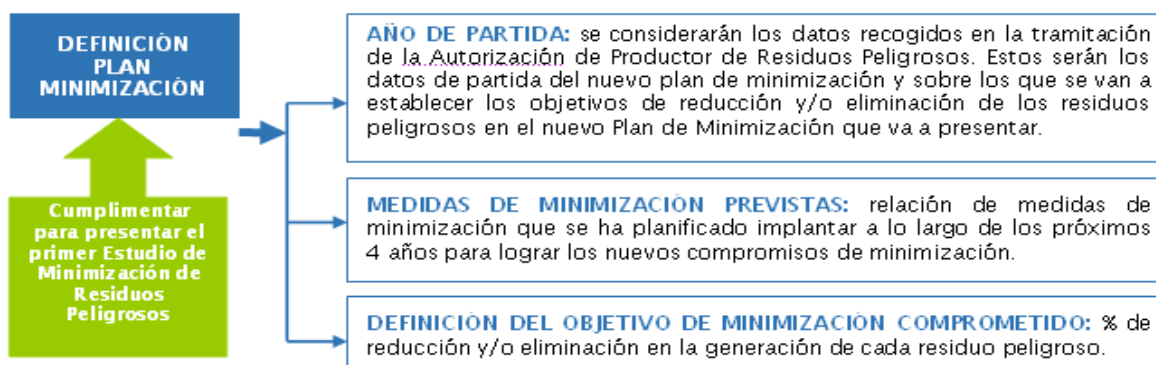 DEFINICIÓN
PLAN
MINIMIZACIÓN
Cumplimentar
para presentar el
primer Estudio de
Minimización de
Residuos
Peligrosos
AÑO DE PARTIDA: se considerarán los datos recogidos en la tramitación
de la Autorización de Productor de Residuos Peligrosos. Estos serán los
datos de partida del nuevo plan de minimización y sobre los que se van a
establecer los objetivos de reducción y/o eliminación de los residuos
peligrosos en el nuevo Plan de Minimización que va a presentar.
MEDIDAS DE MINIMIZACIÓN PREVISTAS: relación de medidas de
minimización que se ha planificado implantar a lo largo de los próximos
4 años para lograr los nuevos compromisos de minimización.
DEFINICIÓN DEL OBJETIVO DE MINIMIZACIÓN COMPROMETIDO: % de
reducción y/o eliminación en la generación de cada residuo peligroso.